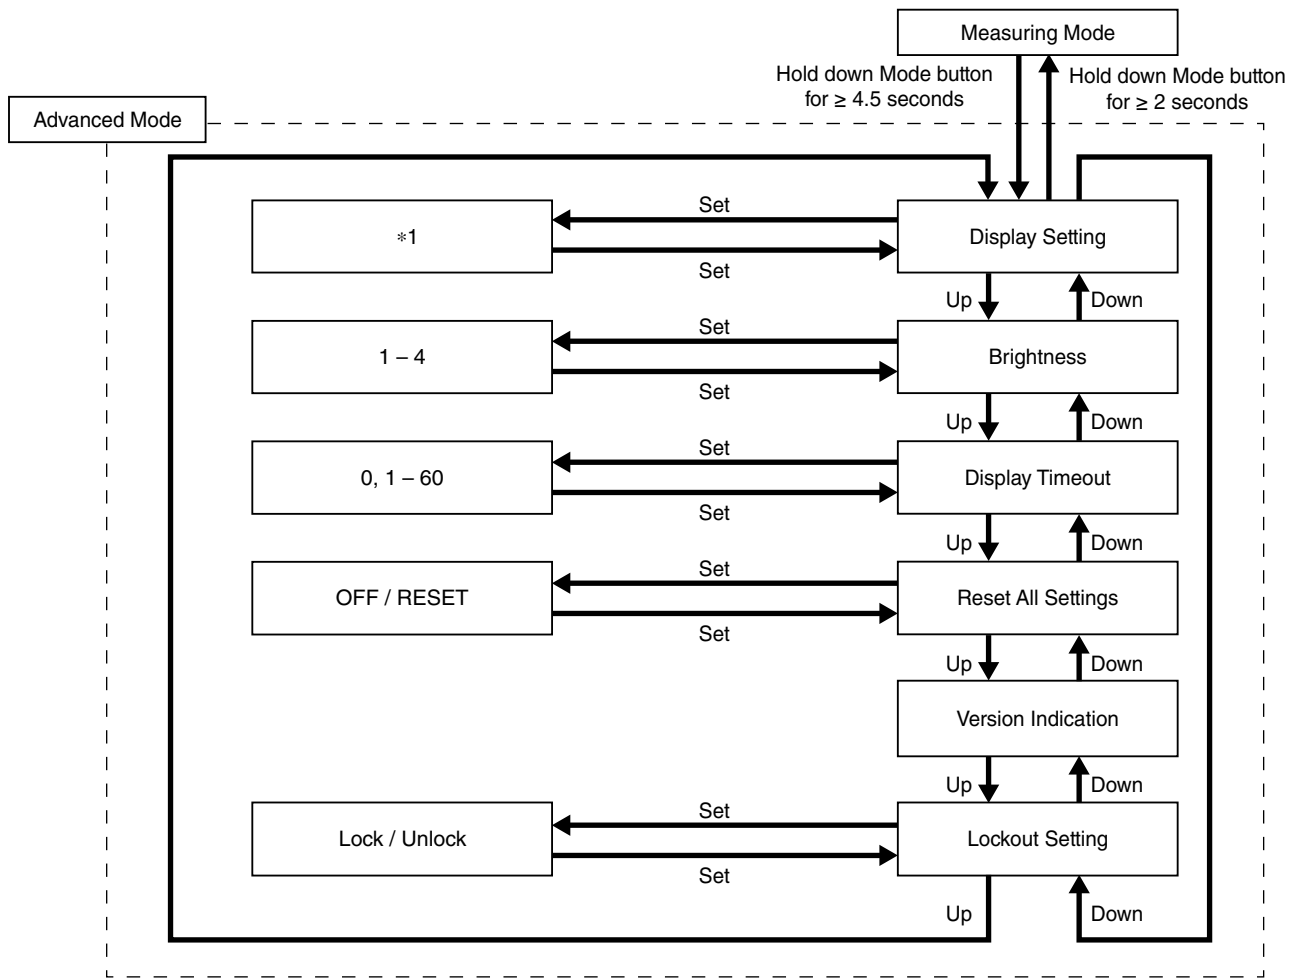 Measuring Mode
Hold down Mode button
for ≥ 4.5 seconds
Hold down Mode button
for ≥ 2 seconds
Advanced Mode
Set
∗1
Display Setting
Set
Up
Down
Set
1 – 4
Brightness
Set
Up
Down
Set
0, 1 – 60
Display Timeout
Set
Up
Down
Set
OFF / RESET
Reset All Settings
Set
Up
Down
Version Indication
Up
Down
Set
Lock / Unlock
Lockout Setting
Set
Up
Down